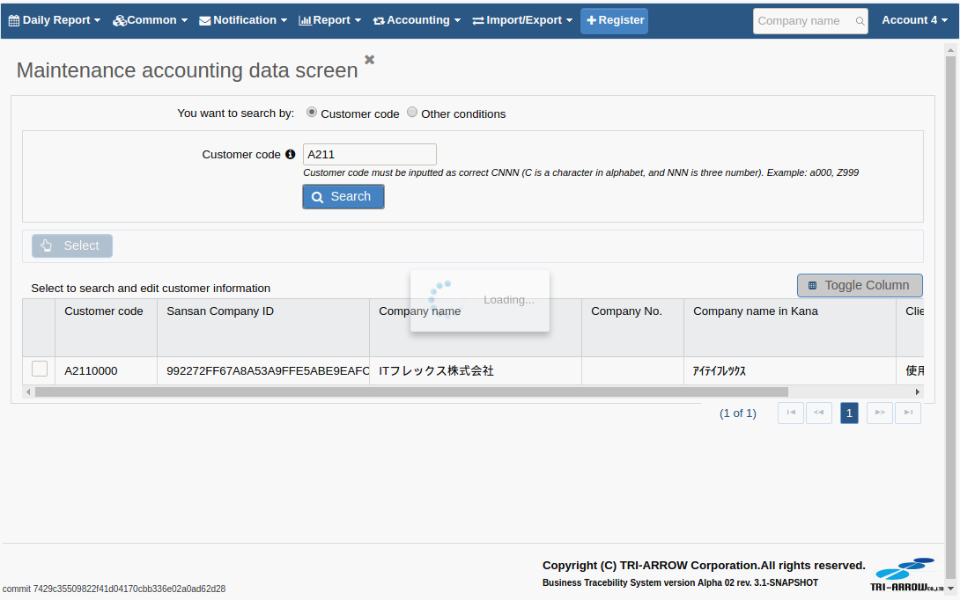 Daily Report Common Notification Report Accounting Import/Export Register Company name Account 4
Maintenance accounting data screen
You want to search by: Customer code Other conditions
Customer code A211
Customer code must be inputted as correct CNNN (C is a character in alphabet, and NNN is three number). Example: a000, Z999
Search
Select
Select to search and edit customer information
Toggle Column
Loading...
Customer code Sansan Company ID Company name Company No. Company name in Kana Clie
A2110000 992272FF67A8A53A9FFE5ABE9EAFC ITフレックス株式会社 ｱｲﾃｲﾌﾚｯｸｽ 使用
(1 of 1) 1
Copyright (C) TRI-ARROW Corporation.All rights reserved.
Business Tracebility System version Alpha 02 rev. 3.1-SNAPSHOT
TRI-ARROW CO.,LTD
commit 7429c35509822f41d04170cbb336e02a0ad62d28